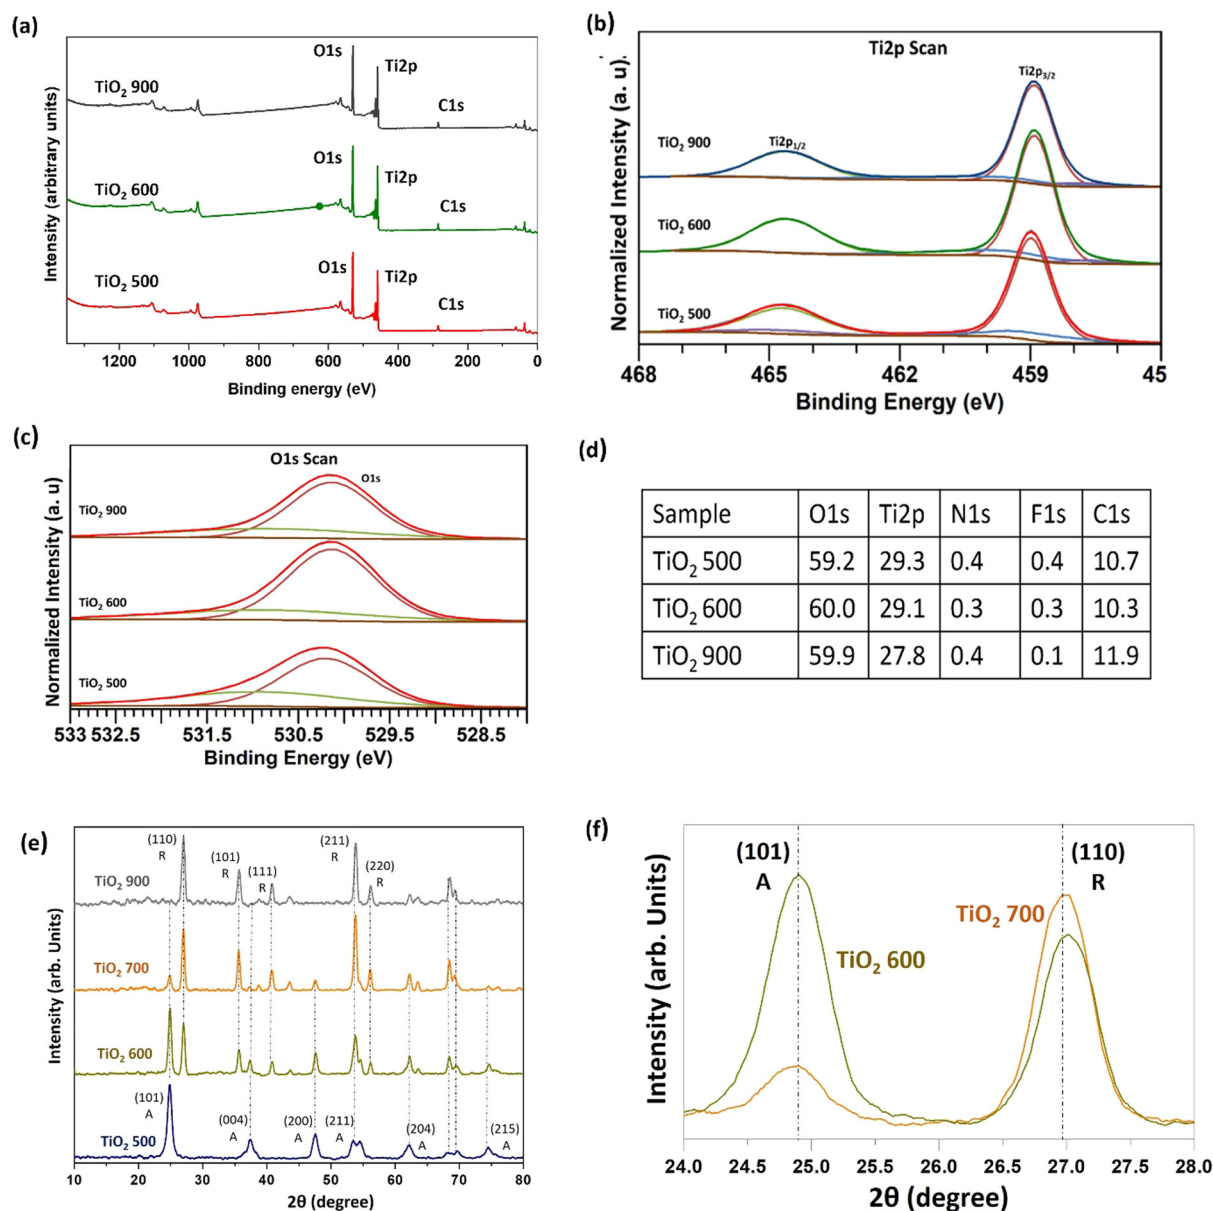 (a)
Intensity (arbitrary units)
O1s
Ti2p
TiO2 900
C1s
O1s
TiO2 600
Ti2p
C1s
O1s
TiO2 500
Ti2p
C1s
1200 1000 800 600 400 200 0
Binding energy (eV)
(b)
Normalized Intensity (a. u).
Ti2p Scan
Ti2p3/2
TiO2 900
Ti2p1/2
TiO2 600
TiO2 500
468 465 462 459 45
Binding Energy (eV)
(c)
Normalized Intensity (a. u)
O1s Scan
O1s
TiO2 900
TiO2 600
TiO2 500
533 532.5 531.5 530.5 529.5 528.5
Binding Energy (eV)
(d)
Sample O1s Ti2p N1s F1s C1s
TiO2 500 59.2 29.3 0.4 0.4 10.7
TiO2 600 60.0 29.1 0.3 0.3 10.3
TiO2 900 59.9 27.8 0.4 0.1 11.9
(e)
Intensity (arb. Units)
(110)
R
(101)
R
(111)
R
(211)
R
(220)
R
TiO2 900
TiO2 700
TiO2 600
(101)
A
TiO2 500
(004)
A
(200)
A
(211)
A
(204)
A
(215)
A
10 20 30 40 50 60 70 80
2θ (degree)
(f)
Intensity (arb. Units)
(101)
A
(110)
R
TiO2 700
TiO2 600
24.0 24.5 25.0 25.5 26.0 26.5 27.0 27.5 28.0
2θ (degree)